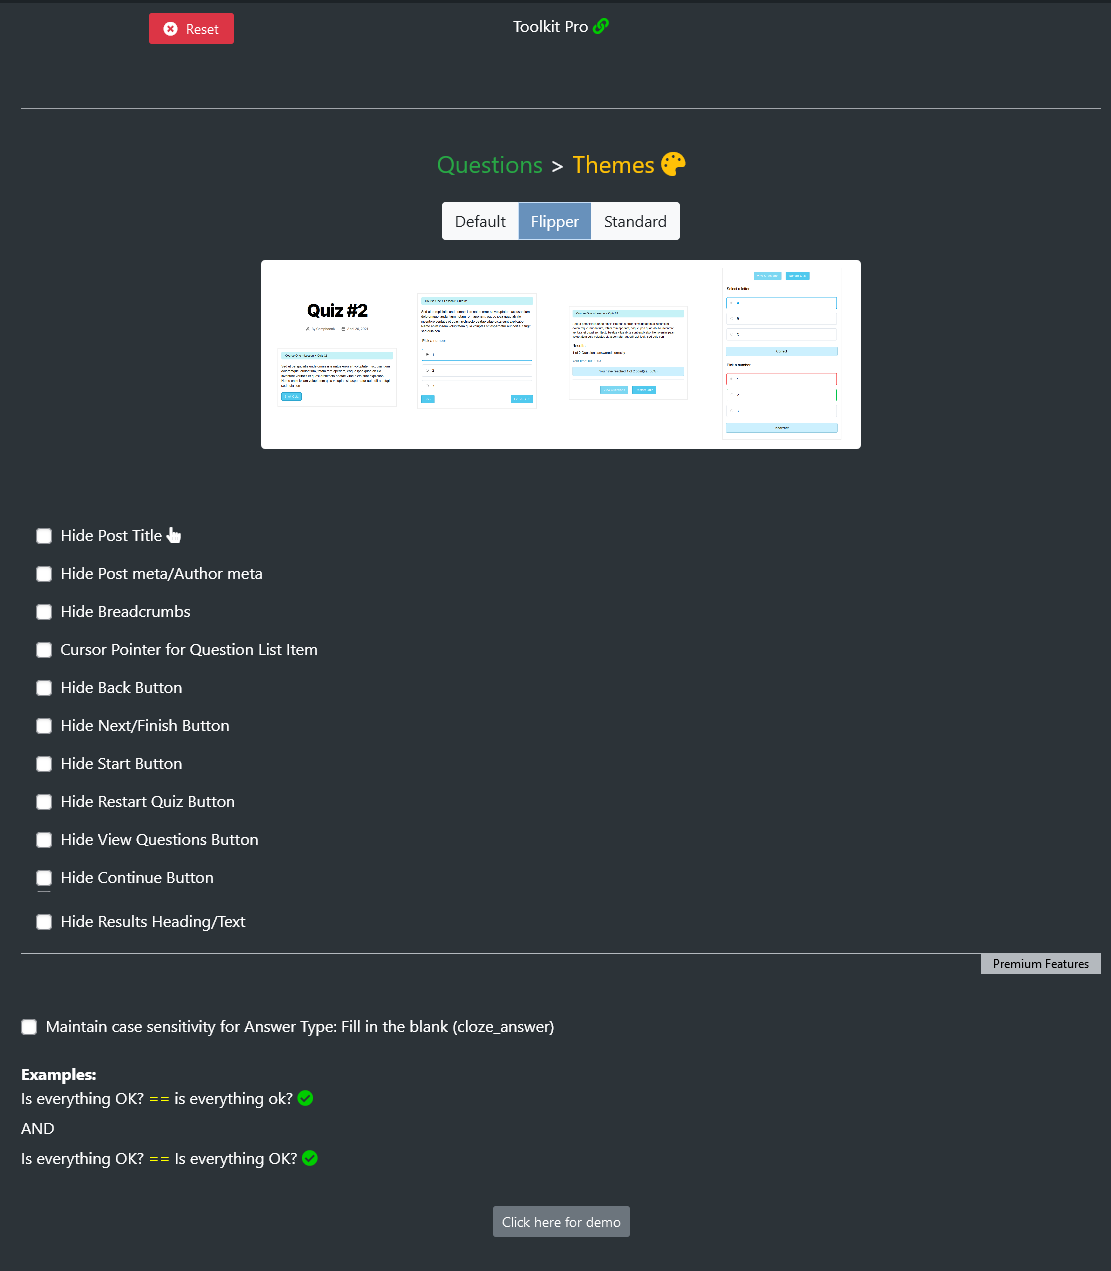 Reset
Toolkit Pro
Questions > Themes
Default Flipper Standard
Quiz #2
Hide Post Title
Hide Post meta/Author meta
Hide Breadcrumbs
Cursor Pointer for Question List Item
Hide Back Button
Hide Next/Finish Button
Hide Start Button
Hide Restart Quiz Button
Hide View Questions Button
Hide Continue Button
Hide Results Heading/Text
Premium Features
Maintain case sensitivity for Answer Type: Fill in the blank (cloze_answer)
Examples:
Is everything OK? == is everything ok?
AND
Is everything OK? == Is everything OK?
Click here for demo